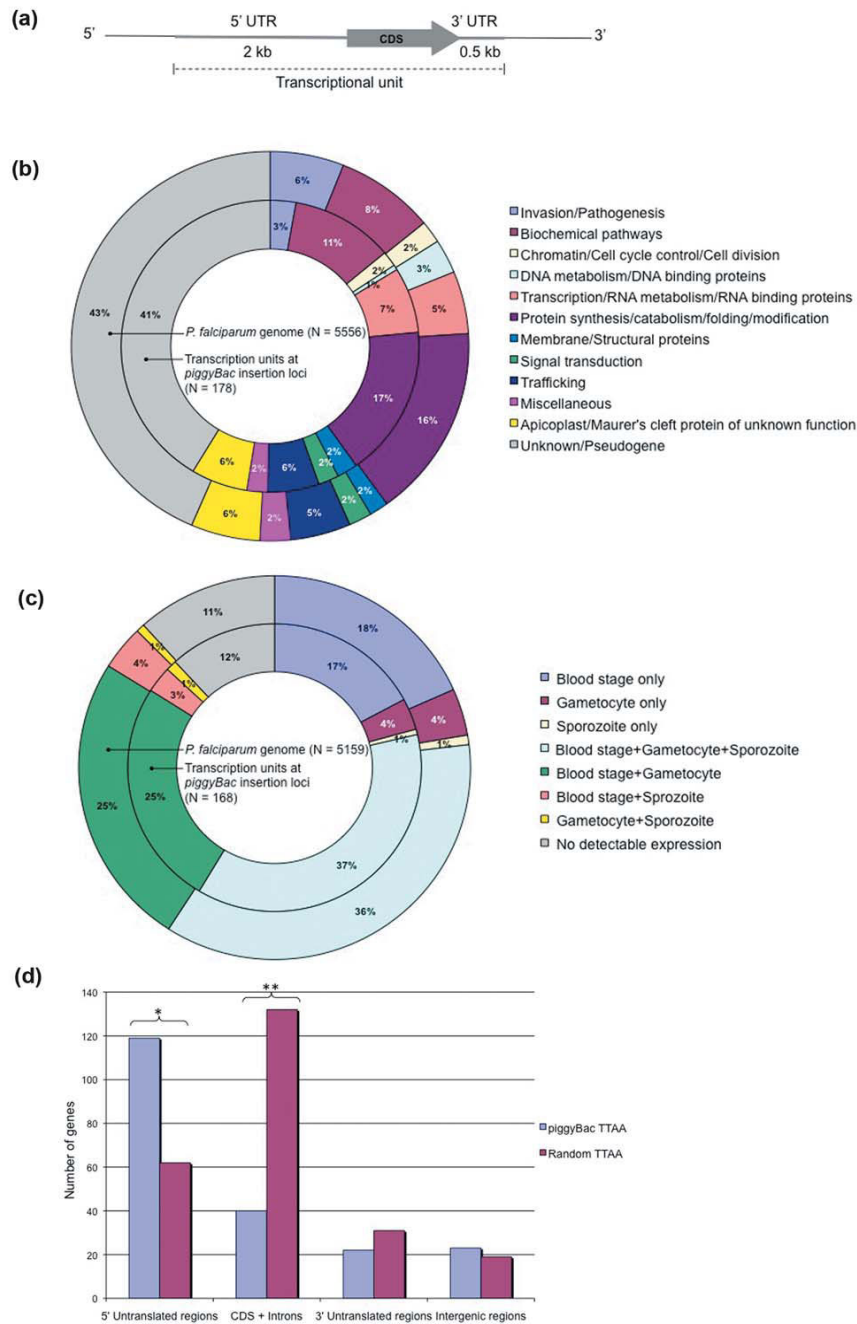 (a)
5’ UTR
3’ UTR
5’
CDS
3’
2 kb
0.5 kb
Transcriptional unit
(b)
6%
8%
3%
11%
2%
2%
3%
1%
7%
5%
43%
41%
P. falciparum genome (N = 5556)
Transcription units at
piggyBac insertion loci
(N = 178)
17%
16%
6%
2%
6%
2%
2%
6%
2%
5%
2%
2%
Invasion/Pathogenesis
Biochemical pathways
Chromatin/Cell cycle control/Cell division
DNA metabolism/DNA binding proteins
Transcription/RNA metabolism/RNA binding proteins
Protein synthesis/catabolism/folding/modification
Membrane/Structural proteins
Signal transduction
Trafficking
Miscellaneous
Apicoplast/Maurer's cleft protein of unknown function
Unknown/Pseudogene
(c)
11%
18%
12%
17%
1%
4%
1%
3%
4%
4%
1%
1%
P. falciparum genome (N = 5159)
Transcription units at
piggyBac insertion loci
(N = 168)
25%
25%
37%
36%
Blood stage only
Gametocyte only
Sporozoite only
Blood stage+Gametocyte+Sporozoite
Blood stage+Gametocyte
Blood stage+Sprozoite
Gametocyte+Sporozoite
No detectable expression
(d)
140
120
100
80
60
40
20
0
Number of genes
*
**
piggyBac TTAA
Random TTAA
5' Untranslated regions
CDS + Introns
3' Untranslated regions
Intergenic regions